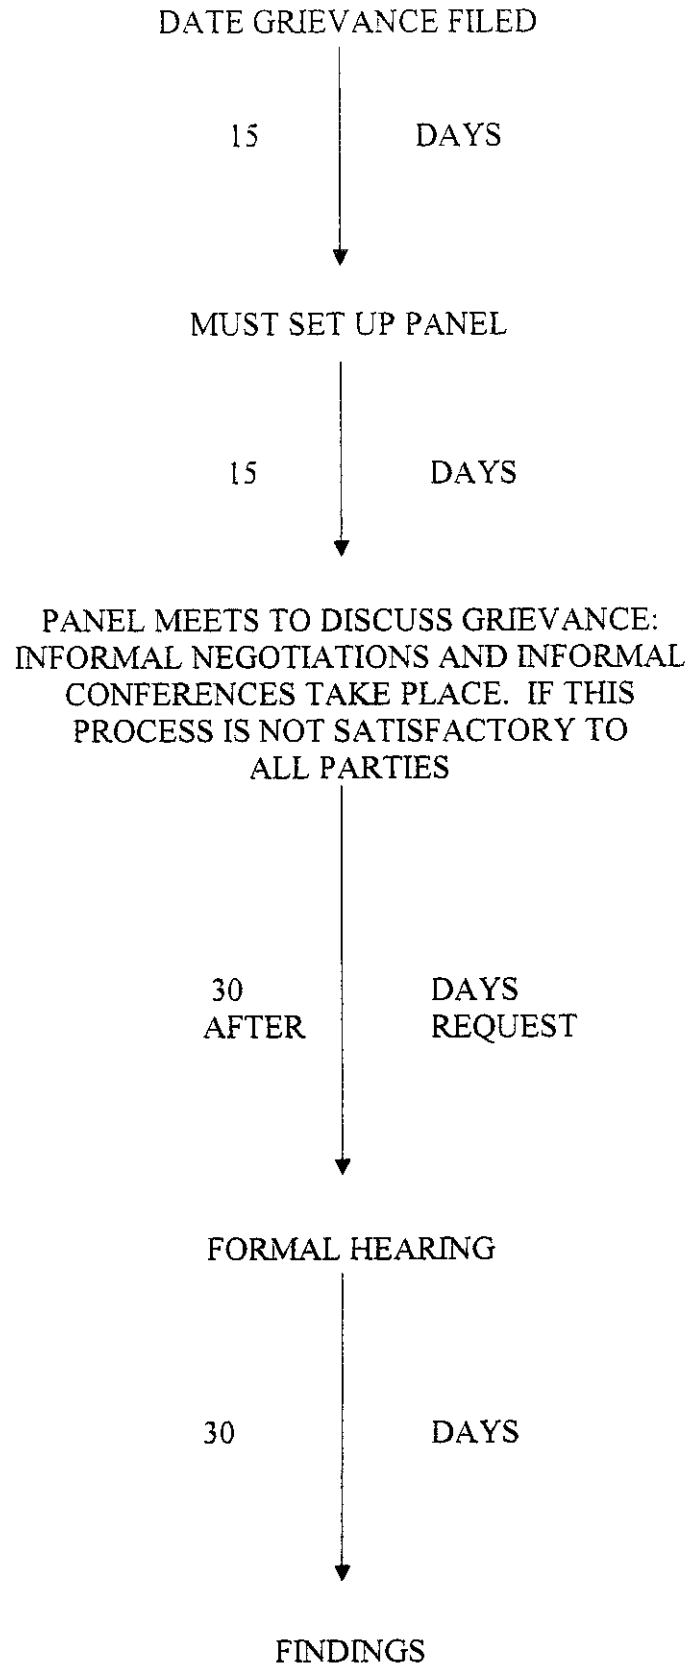 DATE GRIEVANCE FILED
15 DAYS
MUST SET UP PANEL
15 DAYS
PANEL MEETS TO DISCUSS GRIEVANCE:
INFORMAL NEGOTIATIONS AND INFORMAL
CONFERENCES TAKE PLACE. IF THIS
PROCESS IS NOT SATISFACTORY TO
ALL PARTIES
30 DAYS
AFTER REQUEST
FORMAL HEARING
30 DAYS
FINDINGS